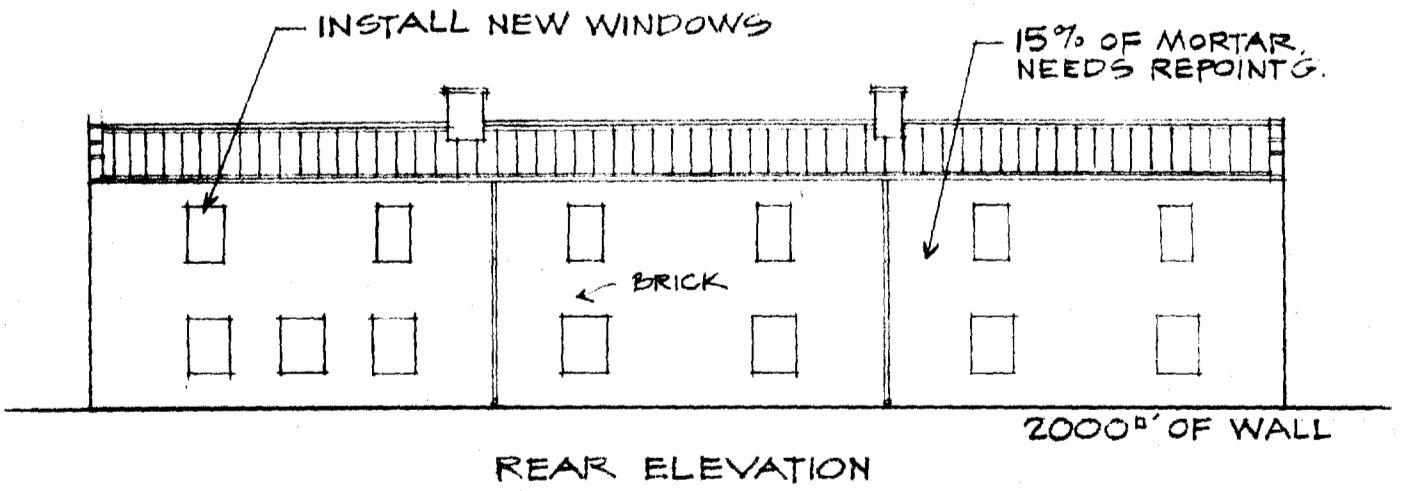 INSTALL NEW WINDOWS
15% OF MORTAR
NEEDS REPOINT'G.
BRICK
2000□' OF WALL
REAR ELEVATION